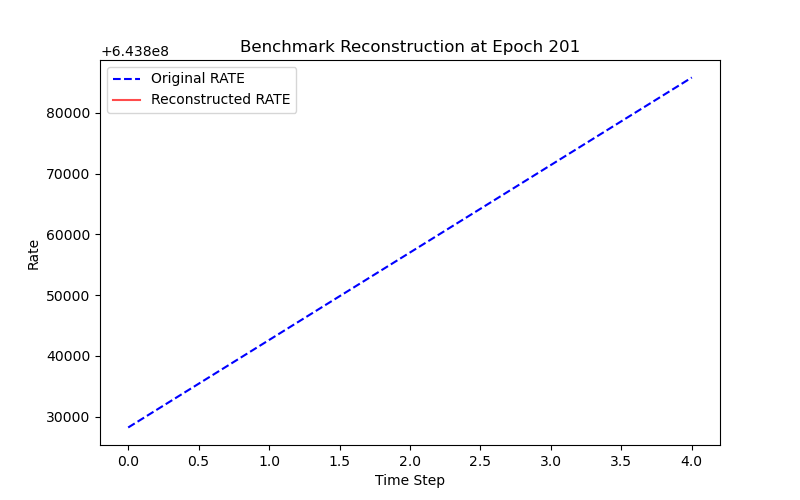 +6.438e8
Benchmark Reconstruction at Epoch 201
Original RATE
Reconstructed RATE
80000
70000
60000
50000
40000
30000
Rate
0.0 0.5 1.0 1.5 2.0 2.5 3.0 3.5 4.0
Time Step